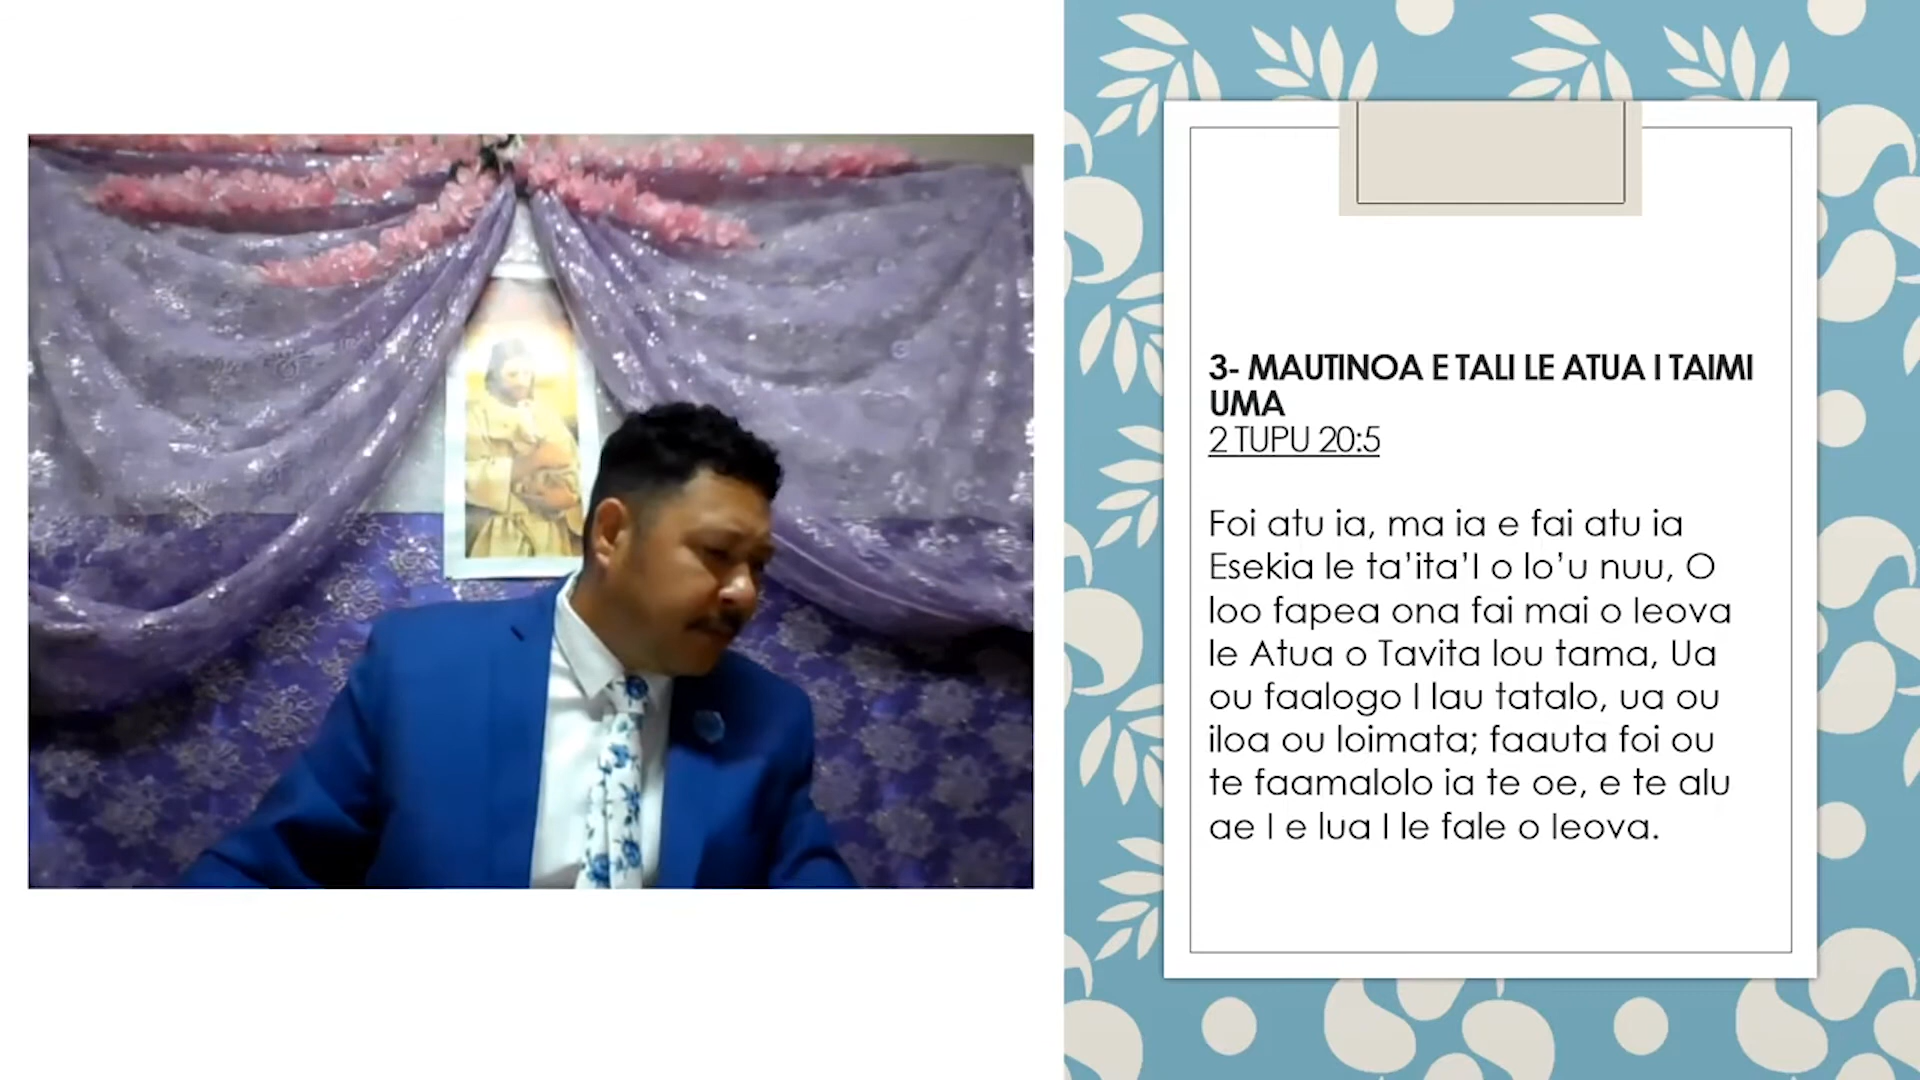 3- MAUTINOA E TALI LE ATUA I TAIMI
UMA
2 TUPU 20:5
Foi atu ia, ma ia e fai atu ia
Esekia le ta'ita'I o lo'u nuu, O
loo fapea ona fai mai o Ieova
le Atua o Tavita lou tama, Ua
ou faalogo I lau tatalo, ua ou
iloa ou loimata; faauta foi ou
te faamalolo ia te oe, e te alu
ae I e lua I le fale o Ieova.